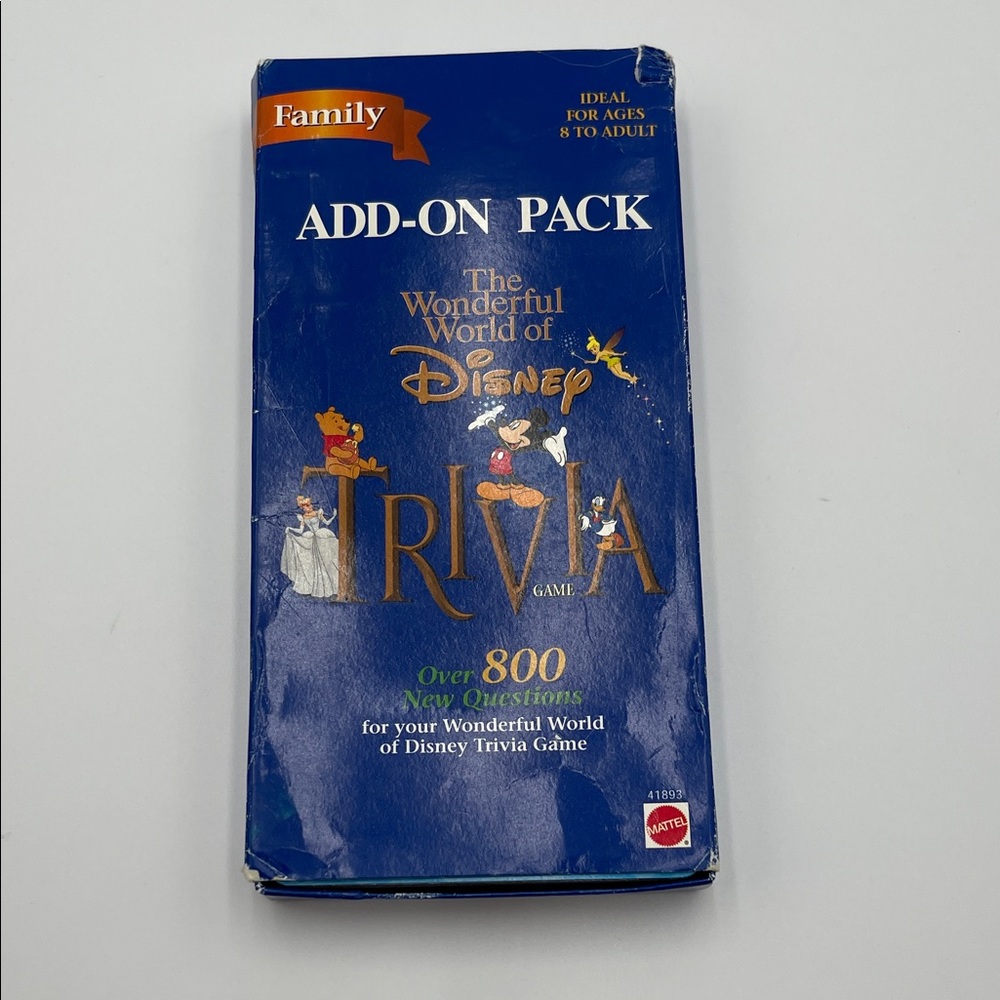 Family
IDEAL
FOR AGES
8 TO ADULT
ADD-ON PACK
The
Wonderful
World of
Disney
TRIVIA
GAME
Over 800
New Questions
for your Wonderful World
of Disney Trivia Game
41893
MATTEL
®